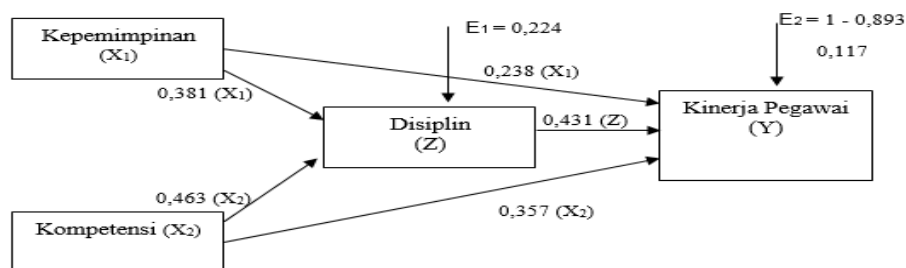 Kepemimpinan
(X₁)
E₁ = 0,224
E₂ = 1 - 0,893
0,117
0,238 (X₁)
0,381 (X₁)
Disiplin
(Z)
0,431 (Z)
Kinerja Pegawai
(Y)
0,463 (X₂)
0,357 (X₂)
Kompetensi (X₂)